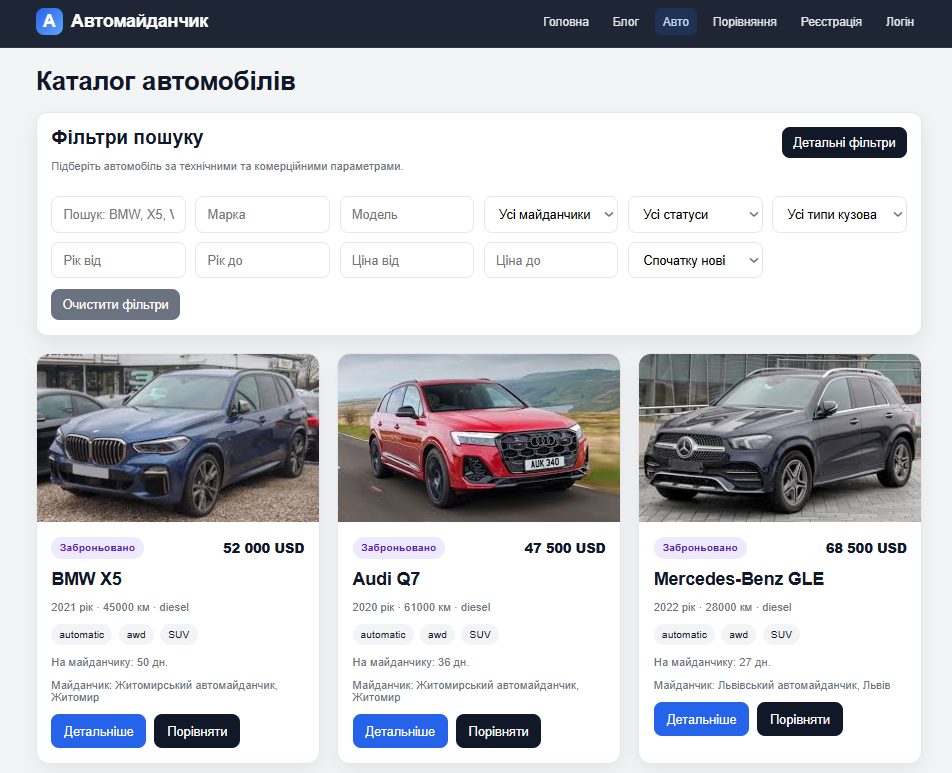 A Автомайданчик
Головна Блог Авто Порівняння Реєстрація Логін
Каталог автомобілів
Фільтри пошуку
Детальні фільтри
Підберіть автомобіль за технічними та комерційними параметрами.
Пошук: BMW, X5, V
Марка
Модель
Усі майданчики
Усі статуси
Усі типи кузова
Рік від
Рік до
Ціна від
Ціна до
Спочатку нові
Очистити фільтри
AUK 340
Заброньовано 52 000 USD
BMW X5
2021 рік · 45000 км · diesel
automatic awd SUV
На майданчику: 50 дн.
Майданчик: Житомирський автомайданчик,
Житомир
Детальніше Порівняти
Заброньовано 47 500 USD
Audi Q7
2020 рік · 61000 км · diesel
automatic awd SUV
На майданчику: 36 дн.
Майданчик: Житомирський автомайданчик,
Житомир
Детальніше Порівняти
Заброньовано 68 500 USD
Mercedes-Benz GLE
2022 рік · 28000 км · diesel
automatic awd SUV
На майданчику: 27 дн.
Майданчик: Львівський автомайданчик, Львів
Детальніше Порівняти